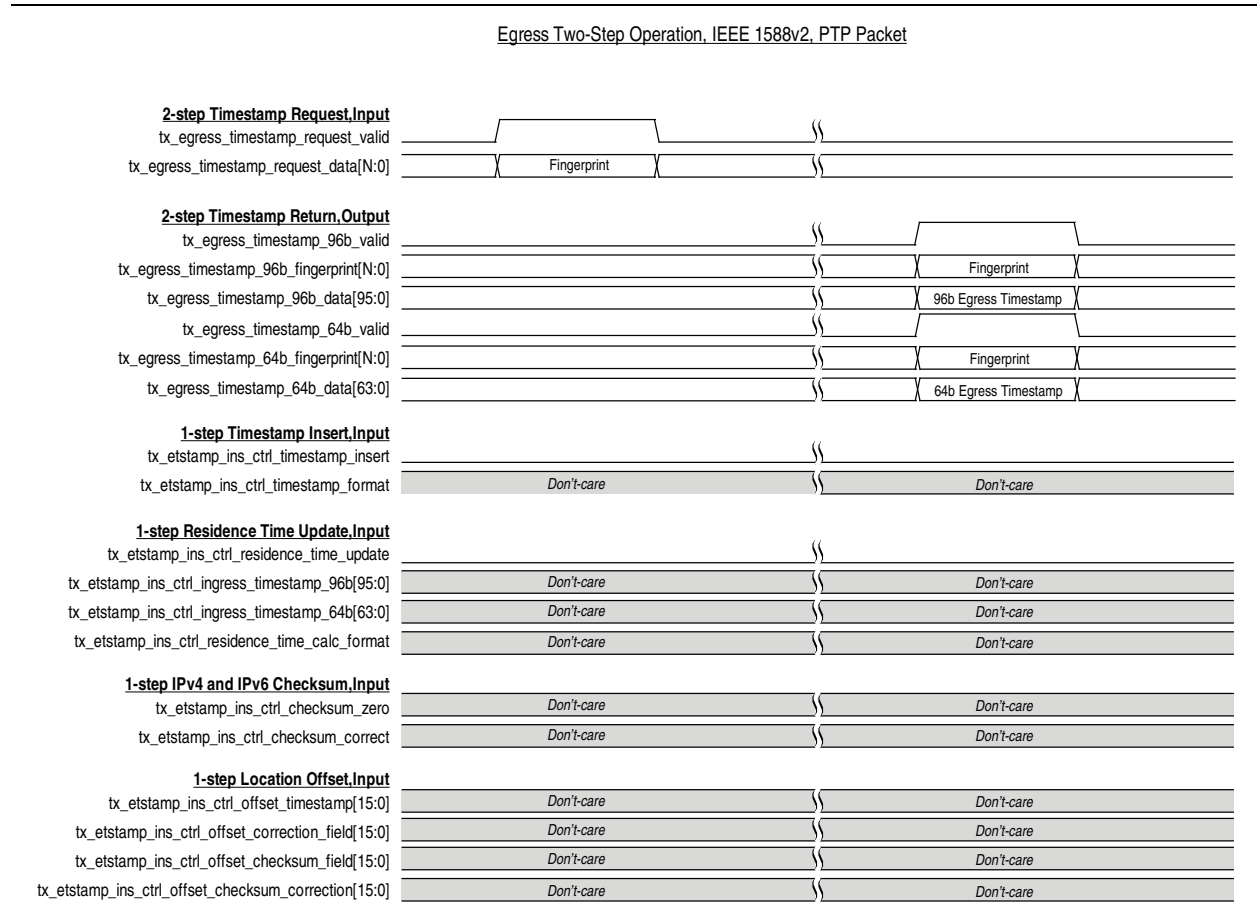 Egress Two-Step Operation, IEEE 1588v2, PTP Packet
2-step Timestamp Request,Input
tx_egress_timestamp_request_valid
tx_egress_timestamp_request_data[N:0] Fingerprint
2-step Timestamp Return,Output
tx_egress_timestamp_96b_valid
tx_egress_timestamp_96b_fingerprint[N:0] Fingerprint
tx_egress_timestamp_96b_data[95:0] 96b Egress Timestamp
tx_egress_timestamp_64b_valid
tx_egress_timestamp_64b_fingerprint[N:0] Fingerprint
tx_egress_timestamp_64b_data[63:0] 64b Egress Timestamp
1-step Timestamp Insert,Input
tx_etstamp_ins_ctrl_timestamp_insert
tx_etstamp_ins_ctrl_timestamp_format Don't-care Don't-care
1-step Residence Time Update,Input
tx_etstamp_ins_ctrl_residence_time_update
tx_etstamp_ins_ctrl_ingress_timestamp_96b[95:0] Don't-care Don't-care
tx_etstamp_ins_ctrl_ingress_timestamp_64b[63:0] Don't-care Don't-care
tx_etstamp_ins_ctrl_residence_time_calc_format Don't-care Don't-care
1-step IPv4 and IPv6 Checksum,Input
tx_etstamp_ins_ctrl_checksum_zero Don't-care Don't-care
tx_etstamp_ins_ctrl_checksum_correct Don't-care Don't-care
1-step Location Offset,Input
tx_etstamp_ins_ctrl_offset_timestamp[15:0] Don't-care Don't-care
tx_etstamp_ins_ctrl_offset_correction_field[15:0] Don't-care Don't-care
tx_etstamp_ins_ctrl_offset_checksum_field[15:0] Don't-care Don't-care
tx_etstamp_ins_ctrl_offset_checksum_correction[15:0] Don't-care Don't-care